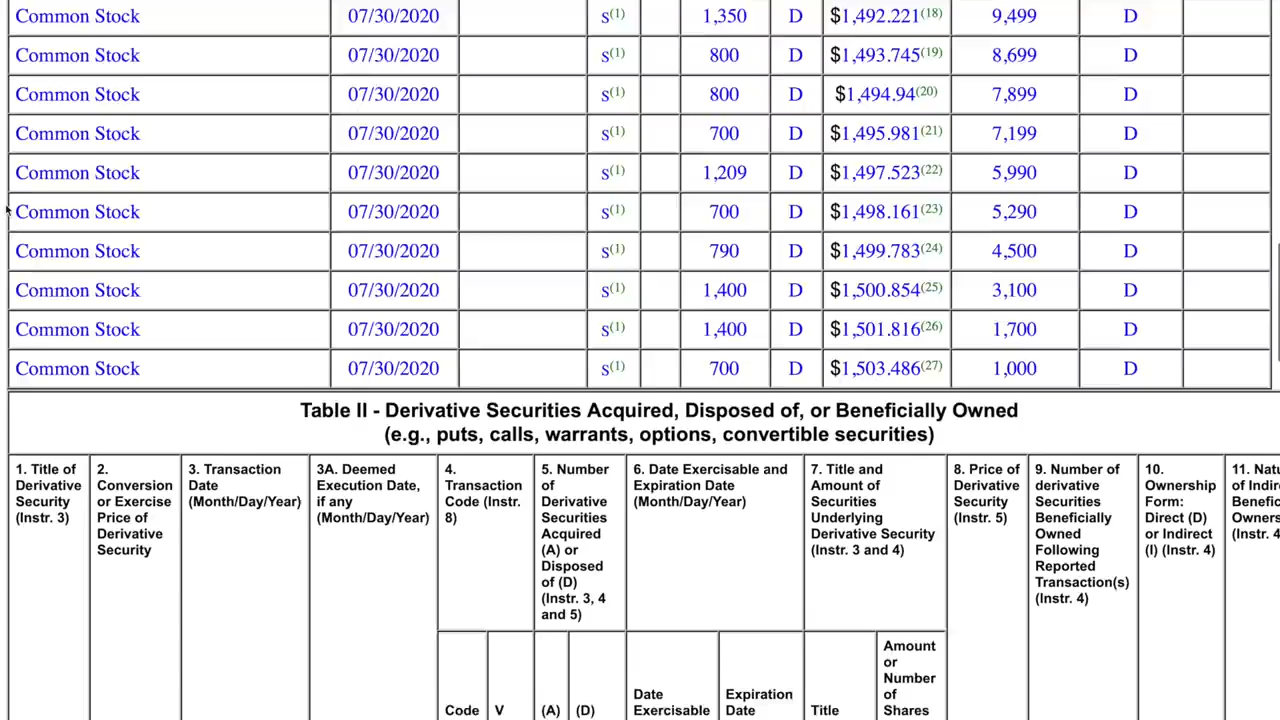 Common Stock 07/30/2020 S(1) 1,350 D $1,492.221(18) 9,499 D
Common Stock 07/30/2020 S(1) 800 D $1,493.745(19) 8,699 D
Common Stock 07/30/2020 S(1) 800 D $1,494.94(20) 7,899 D
Common Stock 07/30/2020 S(1) 700 D $1,495.981(21) 7,199 D
Common Stock 07/30/2020 S(1) 1,209 D $1,497.523(22) 5,990 D
Common Stock 07/30/2020 S(1) 700 D $1,498.161(23) 5,290 D
Common Stock 07/30/2020 S(1) 790 D $1,499.783(24) 4,500 D
Common Stock 07/30/2020 S(1) 1,400 D $1,500.854(25) 3,100 D
Common Stock 07/30/2020 S(1) 1,400 D $1,501.816(26) 1,700 D
Common Stock 07/30/2020 S(1) 700 D $1,503.486(27) 1,000 D
Table II - Derivative Securities Acquired, Disposed of, or Beneficially Owned
(e.g., puts, calls, warrants, options, convertible securities)
1. Title of
Derivative
Security
(Instr. 3)
2.
Conversion
or Exercise
Price of
Derivative
Security
3. Transaction
Date
(Month/Day/Year)
3A. Deemed
Execution Date,
if any
(Month/Day/Year)
4.
Transaction
Code (Instr.
8)
5. Number
of
Derivative
Securities
Acquired
(A) or
Disposed
of (D)
(Instr. 3, 4
and 5)
6. Date Exercisable and
Expiration Date
(Month/Day/Year)
7. Title and
Amount of
Securities
Underlying
Derivative Security
(Instr. 3 and 4)
8. Price of
Derivative
Security
(Instr. 5)
9. Number of
derivative
Securities
Beneficially
Owned
Following
Reported
Transaction(s)
(Instr. 4)
10.
Ownership
Form:
Direct (D)
or Indirect
(I) (Instr. 4)
11. Natu
of Indire
Benefic
Owners
(Instr. 4
Code V (A) (D)
Date
Exercisable
Expiration
Date
Title
Amount
or
Number
of
Shares